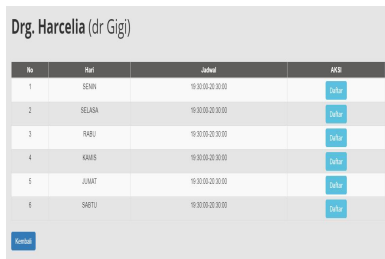 Drg. Harcelia (dr Gigi)
No Hari Jadwal AKSI
1 SENIN 19:30:00-20:30:00 Daftar
2 SELASA 19:30:00-20:30:00 Daftar
3 RABU 19:30:00-20:30:00 Daftar
4 KAMIS 19:30:00-20:30:00 Daftar
5 JUMAT 19:30:00-20:30:00 Daftar
6 SABTU 19:30:00-20:30:00 Daftar
Kembali